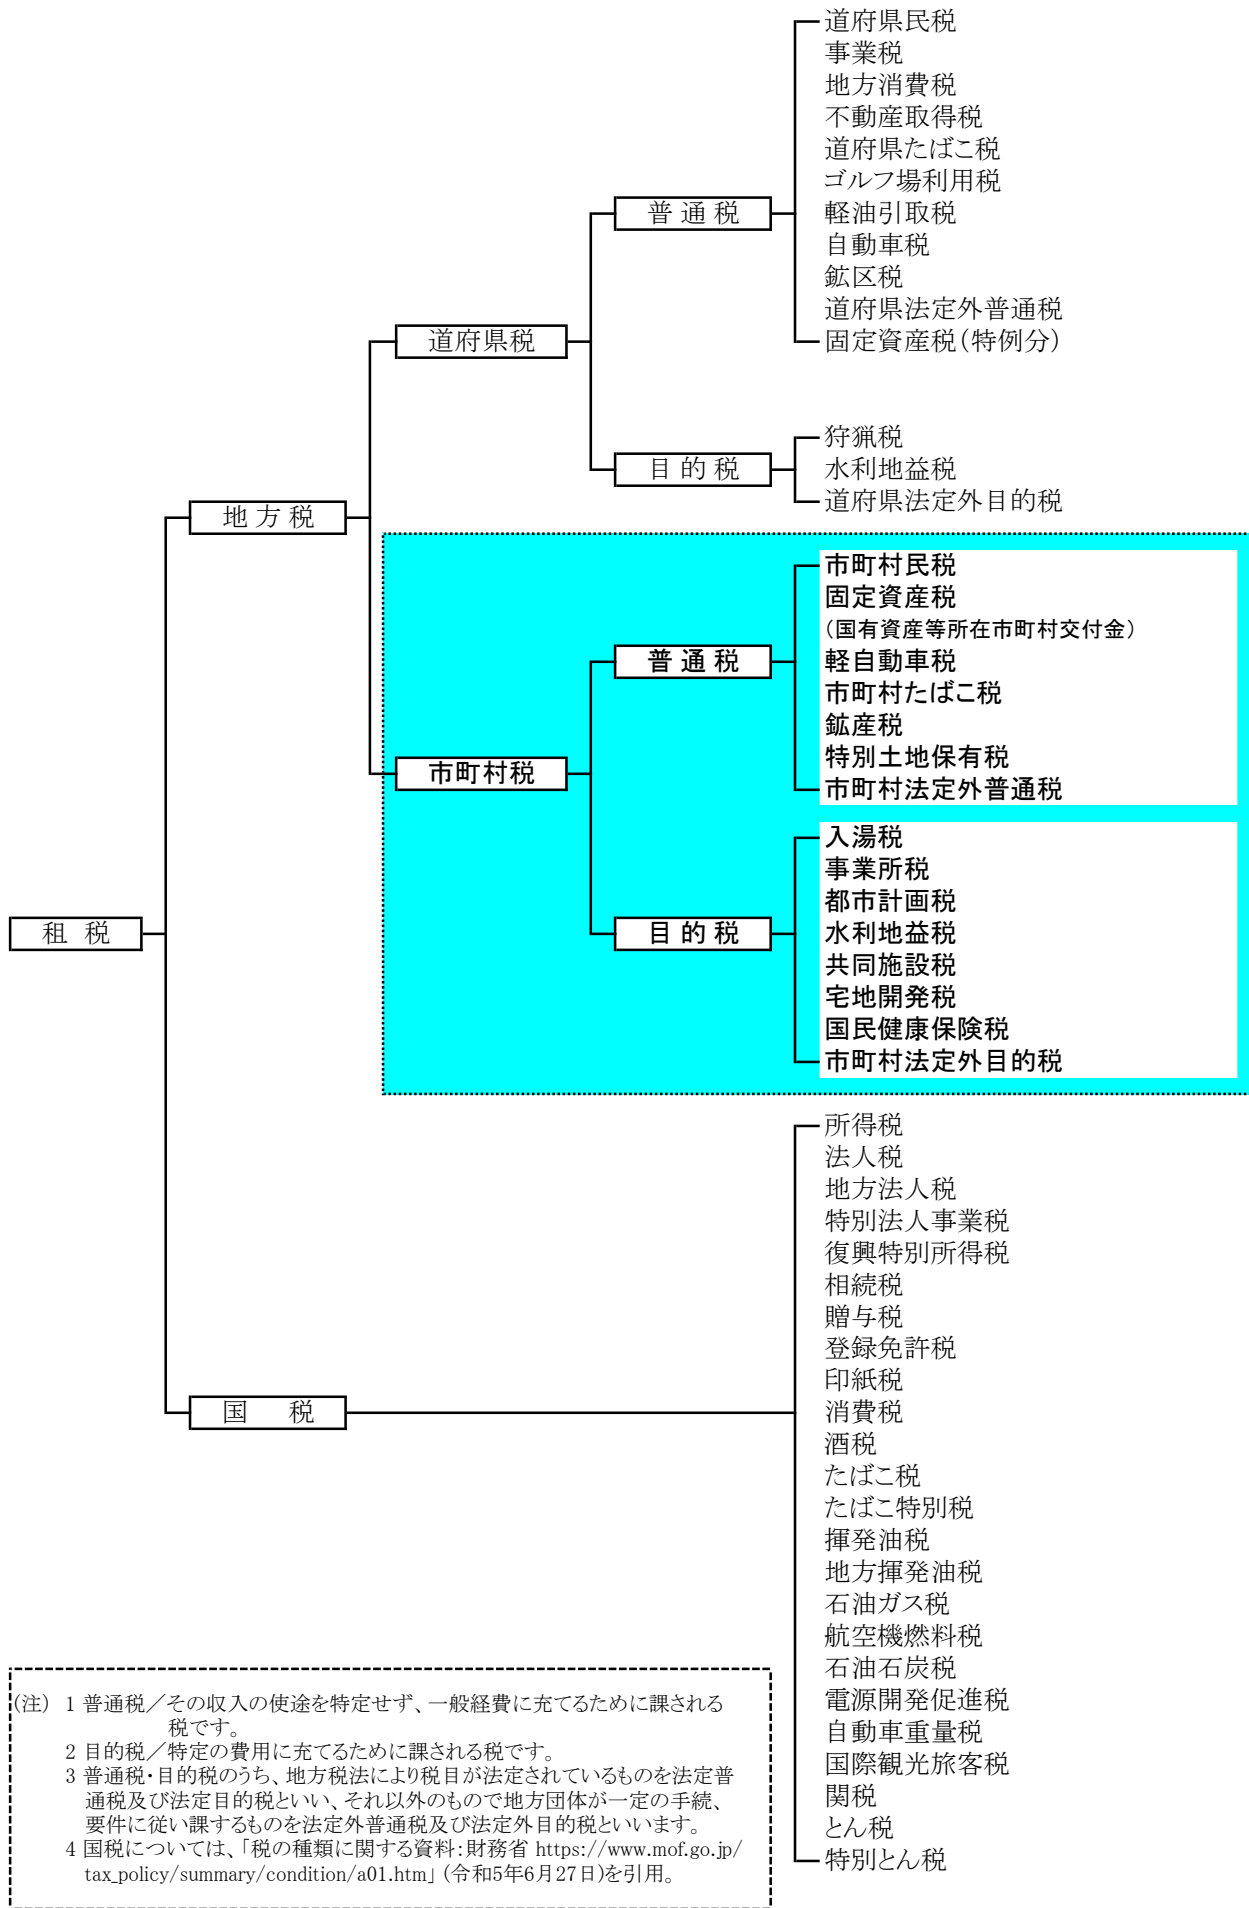 道府県民税
事業税
地方消費税
不動産取得税
道府県たばこ税
ゴルフ場利用税
普通税
軽油引取税
自動車税
鉱区税
道府県法定外普通税
道府県税
固定資産税（特例分）
狩猟税
目的税
水利地益税
道府県法定外目的税
地方税
市町村民税
固定資産税
（国有資産等所在市町村交付金）
普通税
軽自動車税
市町村たばこ税
鉱産税
特別土地保有税
市町村税
市町村法定外普通税
入湯税
事業所税
都市計画税
租税
目的税
水利地益税
共同施設税
宅地開発税
国民健康保険税
市町村法定外目的税
所得税
法人税
地方法人税
特別法人事業税
復興特別所得税
相続税
贈与税
登録免許税
印紙税
国　税
消費税
酒税
たばこ税
たばこ特別税
揮発油税
地方揮発油税
石油ガス税
航空機燃料税
石油石炭税
電源開発促進税
自動車重量税
国際観光旅客税
関税
とん税
特別とん税
（注） 1 普通税／その収入の使途を特定せず、一般経費に充てるために課される
税です。
2 目的税／特定の費用に充てるために課される税です。
3 普通税・目的税のうち、地方税法により税目が法定されているものを法定普
通税及び法定目的税といい、それ以外のもので地方団体が一定の手続、
要件に従い課するものを法定外普通税及び法定外目的税といいます。
4 国税については、「税の種類に関する資料：財務省 https://www.mof.go.jp/
tax_policy/summary/condition/a01.htm」（令和5年6月27日）を引用。